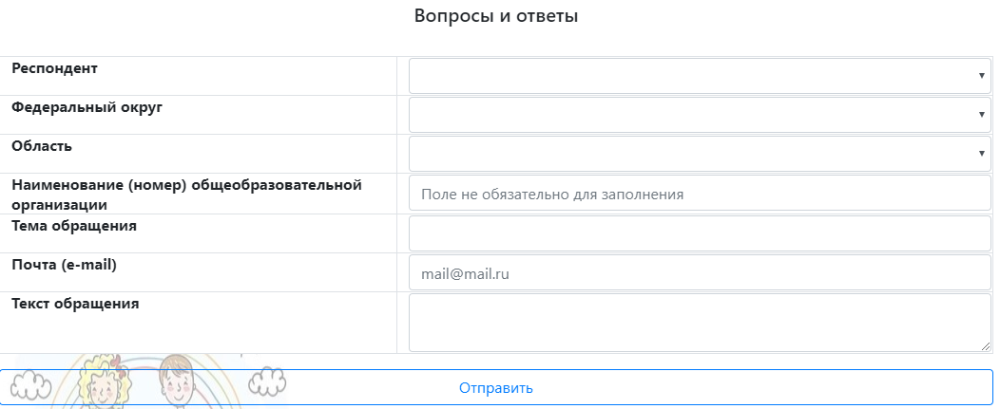 Вопросы и ответы
Респондент
Федеральный округ
Область
Наименование (номер) общеобразовательной
организации
Поле не обязательно для заполнения
Тема обращения
Почта (e-mail)
mail@mail.ru
Текст обращения
Отправить